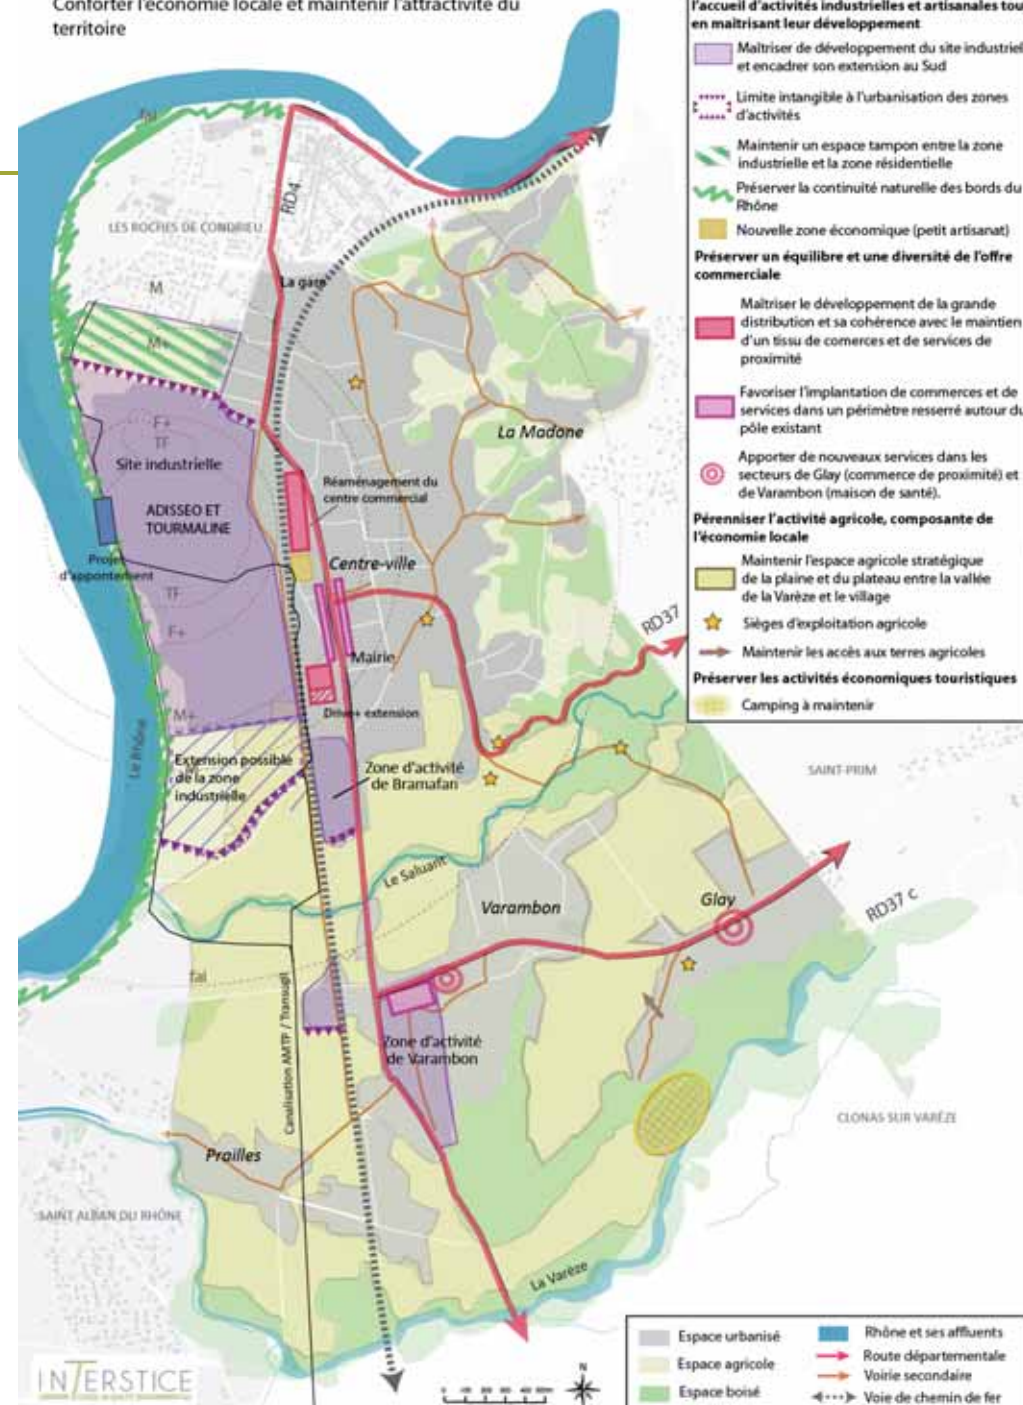 Conforter l'économie locale et maintenir l'attractivité du
territoire
l'accueil d'activités industrielles et artisanales tou
en maîtrisant leur développement
Maîtriser de développement du site industriel
et encadrer son extension au Sud
Limite intangible à l'urbanisation des zones
d'activités
Maintenir un espace tampon entre la zone
industrielle et la zone résidentielle
Préserver la continuité naturelle des bords du
Rhône
Nouvelle zone économique (petit artisanat)
Préserver un équilibre et une diversité de l'offre
commerciale
Maîtriser le développement de la grande
distribution et sa cohérence avec le maintien
d'un tissu de comerces et de services de
proximité
Favoriser l'implantation de commerces et de
services dans un périmètre resserré autour du
pôle existant
Apporter de nouveaux services dans les
secteurs de Glay (commerce de proximité) et
de Varambon (maison de santé).
Pérenniser l'activité agricole, composante de
l'économie locale
Maintenir l'espace agricole stratégique
de la plaine et du plateau entre la vallée
de la Varèze et le village
Sièges d'exploitation agricole
Maintenir les accès aux terres agricoles
Préserver les activités économiques touristiques
Camping à maintenir
fai
RD4
LES ROCHES DE CONDRIEU
La gare
M
M+
F+
TF
Site industrielle
ADISSEO ET
TOURMALINE
Projet
d'appontement
TF
F+
M+
Le Rhône
La Madone
Réaménagement du
centre commercial
Centre-ville
Mairie
Drive+ extension
RD37
Extension possible
de la zone
industrielle
Zone d'activité
de Bramafan
SAINT-PRIM
Le Saluant
Varambon
Glay
RD37 c
fai
Canalisation AMTP / Transugil
Zone d'activité
de Varambon
CLONAS SUR VARÈZE
Prailles
SAINT ALBAN DU RHÔNE
La Varèze
INTERSTICE
N
Espace urbanisé
Espace agricole
Espace boisé
Rhône et ses affluents
Route départementale
Voirie secondaire
Voie de chemin de fer